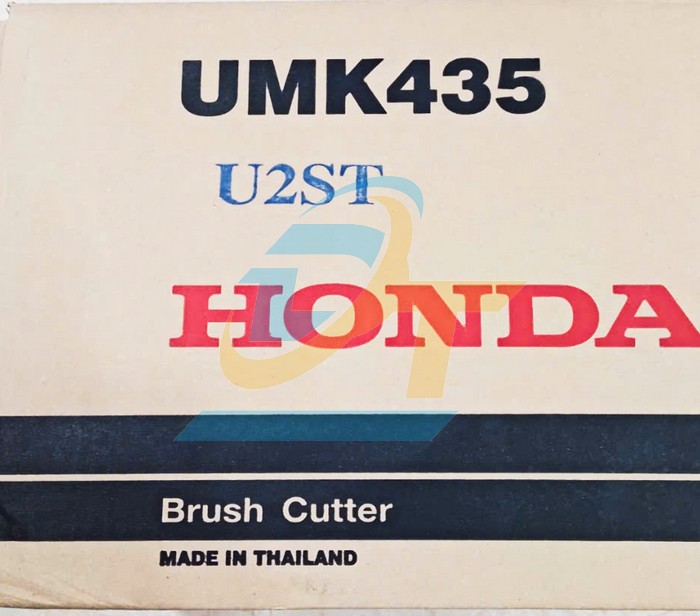 UMK435
U2ST
HONDA
Brush Cutter
MADE IN THAILAND